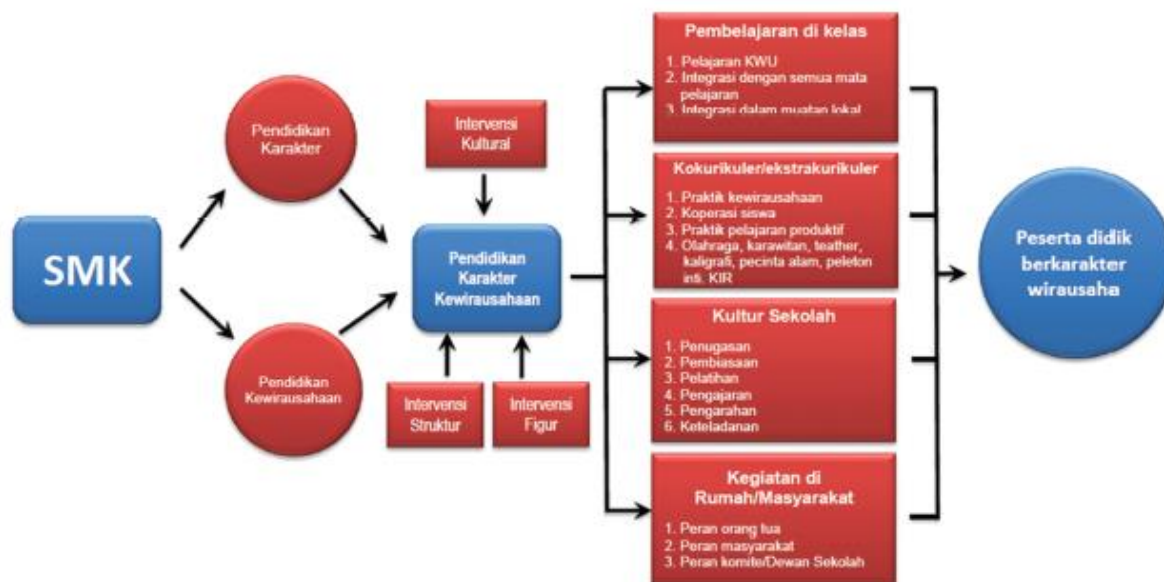 SMK
Pendidikan
Karakter
Pendidikan
Kewirausahaan
Intervensi
Kultural
Pendidikan
Karakter
Kewirausahaan
Intervensi
Struktur
Intervensi
Figur
Pembelajaran di kelas
1. Pelajaran KWU
2. Integrasi dengan semua mata
pelajaran
3. Integrasi dalam muatan lokal
Kokurikuler/ekstrakurikuler
1. Praktik kewirausahaan
2. Koperasi siswa
3. Praktik pelajaran produktif
4. Olahraga, karawitan, teather,
kaligrafi, pecinta alam, peleton
inti, KIR
Kultur Sekolah
1. Penugasan
2. Pembiasaan
3. Pelatihan
4. Pengajaran
5. Pengarahan
6. Keteladanan
Kegiatan di
Rumah/Masyarakat
1. Peran orang tua
2. Peran masyarakat
3. Peran komite/Dewan Sekolah
Peserta didik
berkarakter
wirausaha